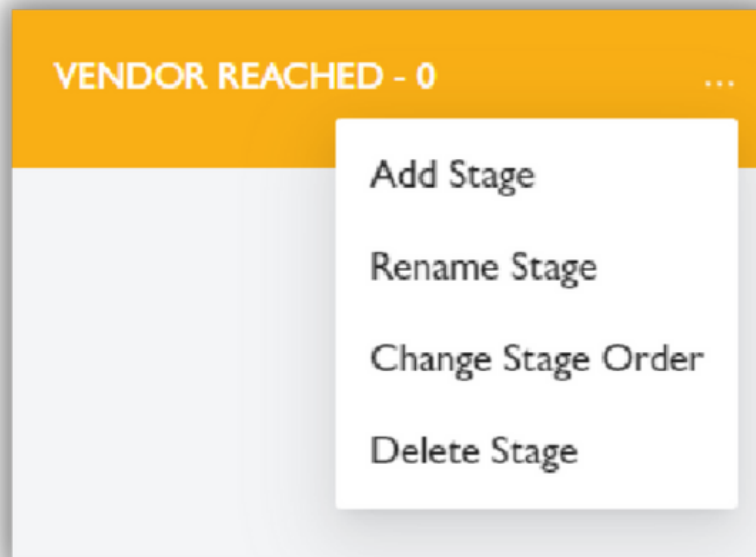 VENDOR REACHED - 0 ...
Add Stage
Rename Stage
Change Stage Order
Delete Stage